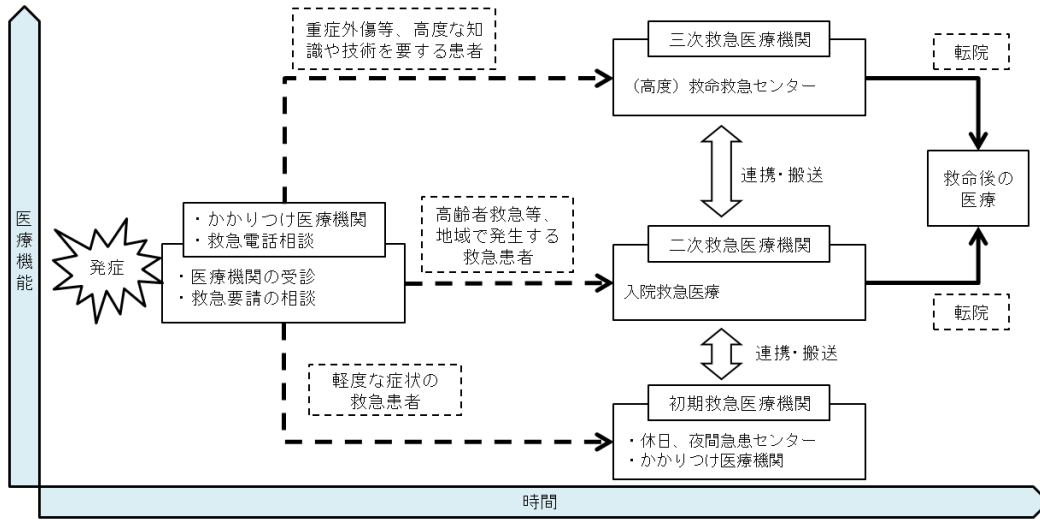 重症外傷等、高度な知
識や技術を要する患者
三次救急医療機関
（高度）救命救急センター
転院
連携・搬送
救命後の
医療
医療機能
発症
・かかりつけ医療機関
・救急電話相談
・医療機関の受診
・救急要請の相談
高齢者救急等、
地域で発生する
救急患者
二次救急医療機関
入院救急医療
転院
連携・搬送
軽度な症状の
救急患者
初期救急医療機関
・休日、夜間急患センター
・かかりつけ医療機関
時間